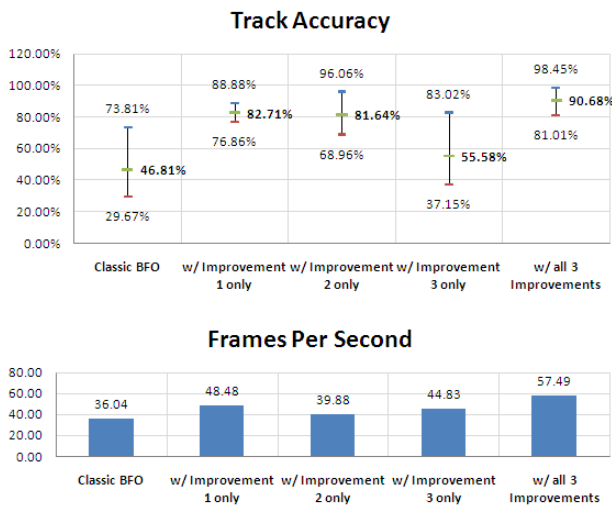 Track Accuracy
120.00%
100.00%
80.00%
60.00%
40.00%
20.00%
0.00%
73.81%
46.81%
29.67%
88.88%
82.71%
76.86%
96.06%
81.64%
68.96%
83.02%
55.58%
37.15%
98.45%
90.68%
81.01%
Classic BFO
w/ Improvement
1 only
w/ Improvement
2 only
w/ Improvement
3 only
w/ all 3
Improvements
Frames Per Second
80.00
60.00
40.00
20.00
0.00
36.04
48.48
39.88
44.83
57.49
Classic BFO
w/ Improvement
1 only
w/ Improvement
2 only
w/ Improvement
3 only
w/ all 3
Improvements